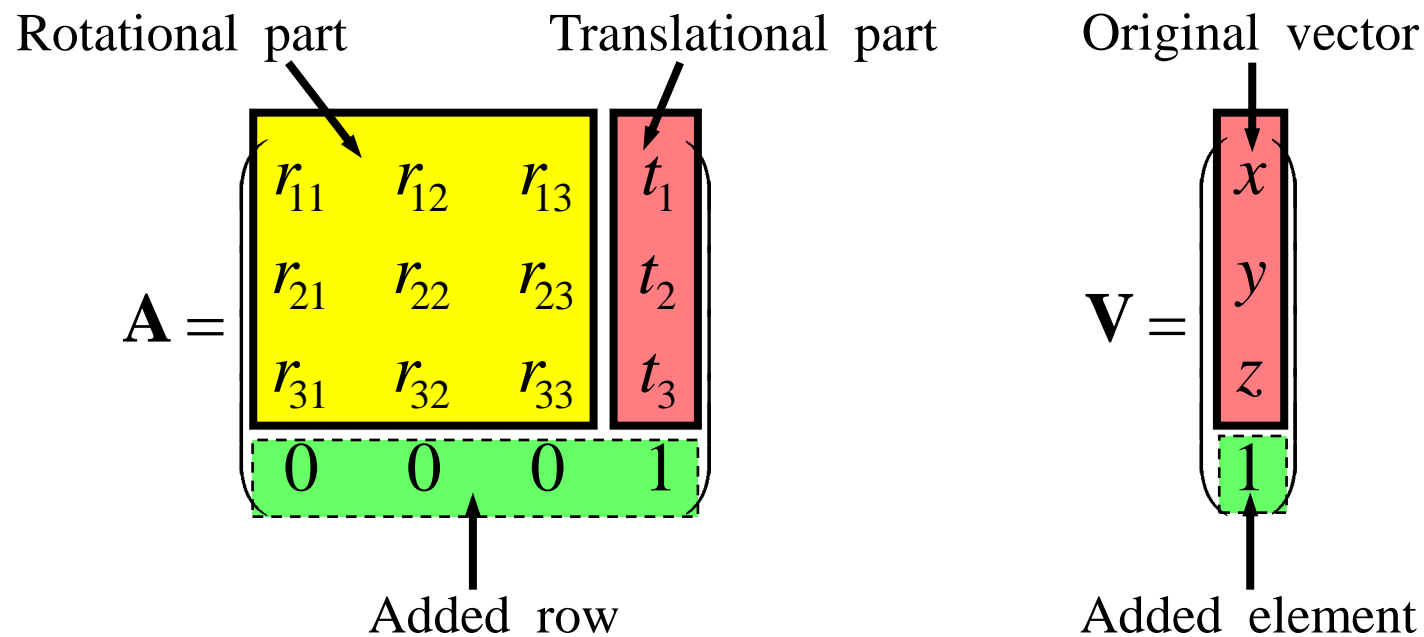 Rotational part Translational part Original vector
r11 r12 r13 t1 x
r21 r22 r23 t2 y
A = V =
r31 r32 r33 t3 z
0 0 0 1 1
Added row Added element